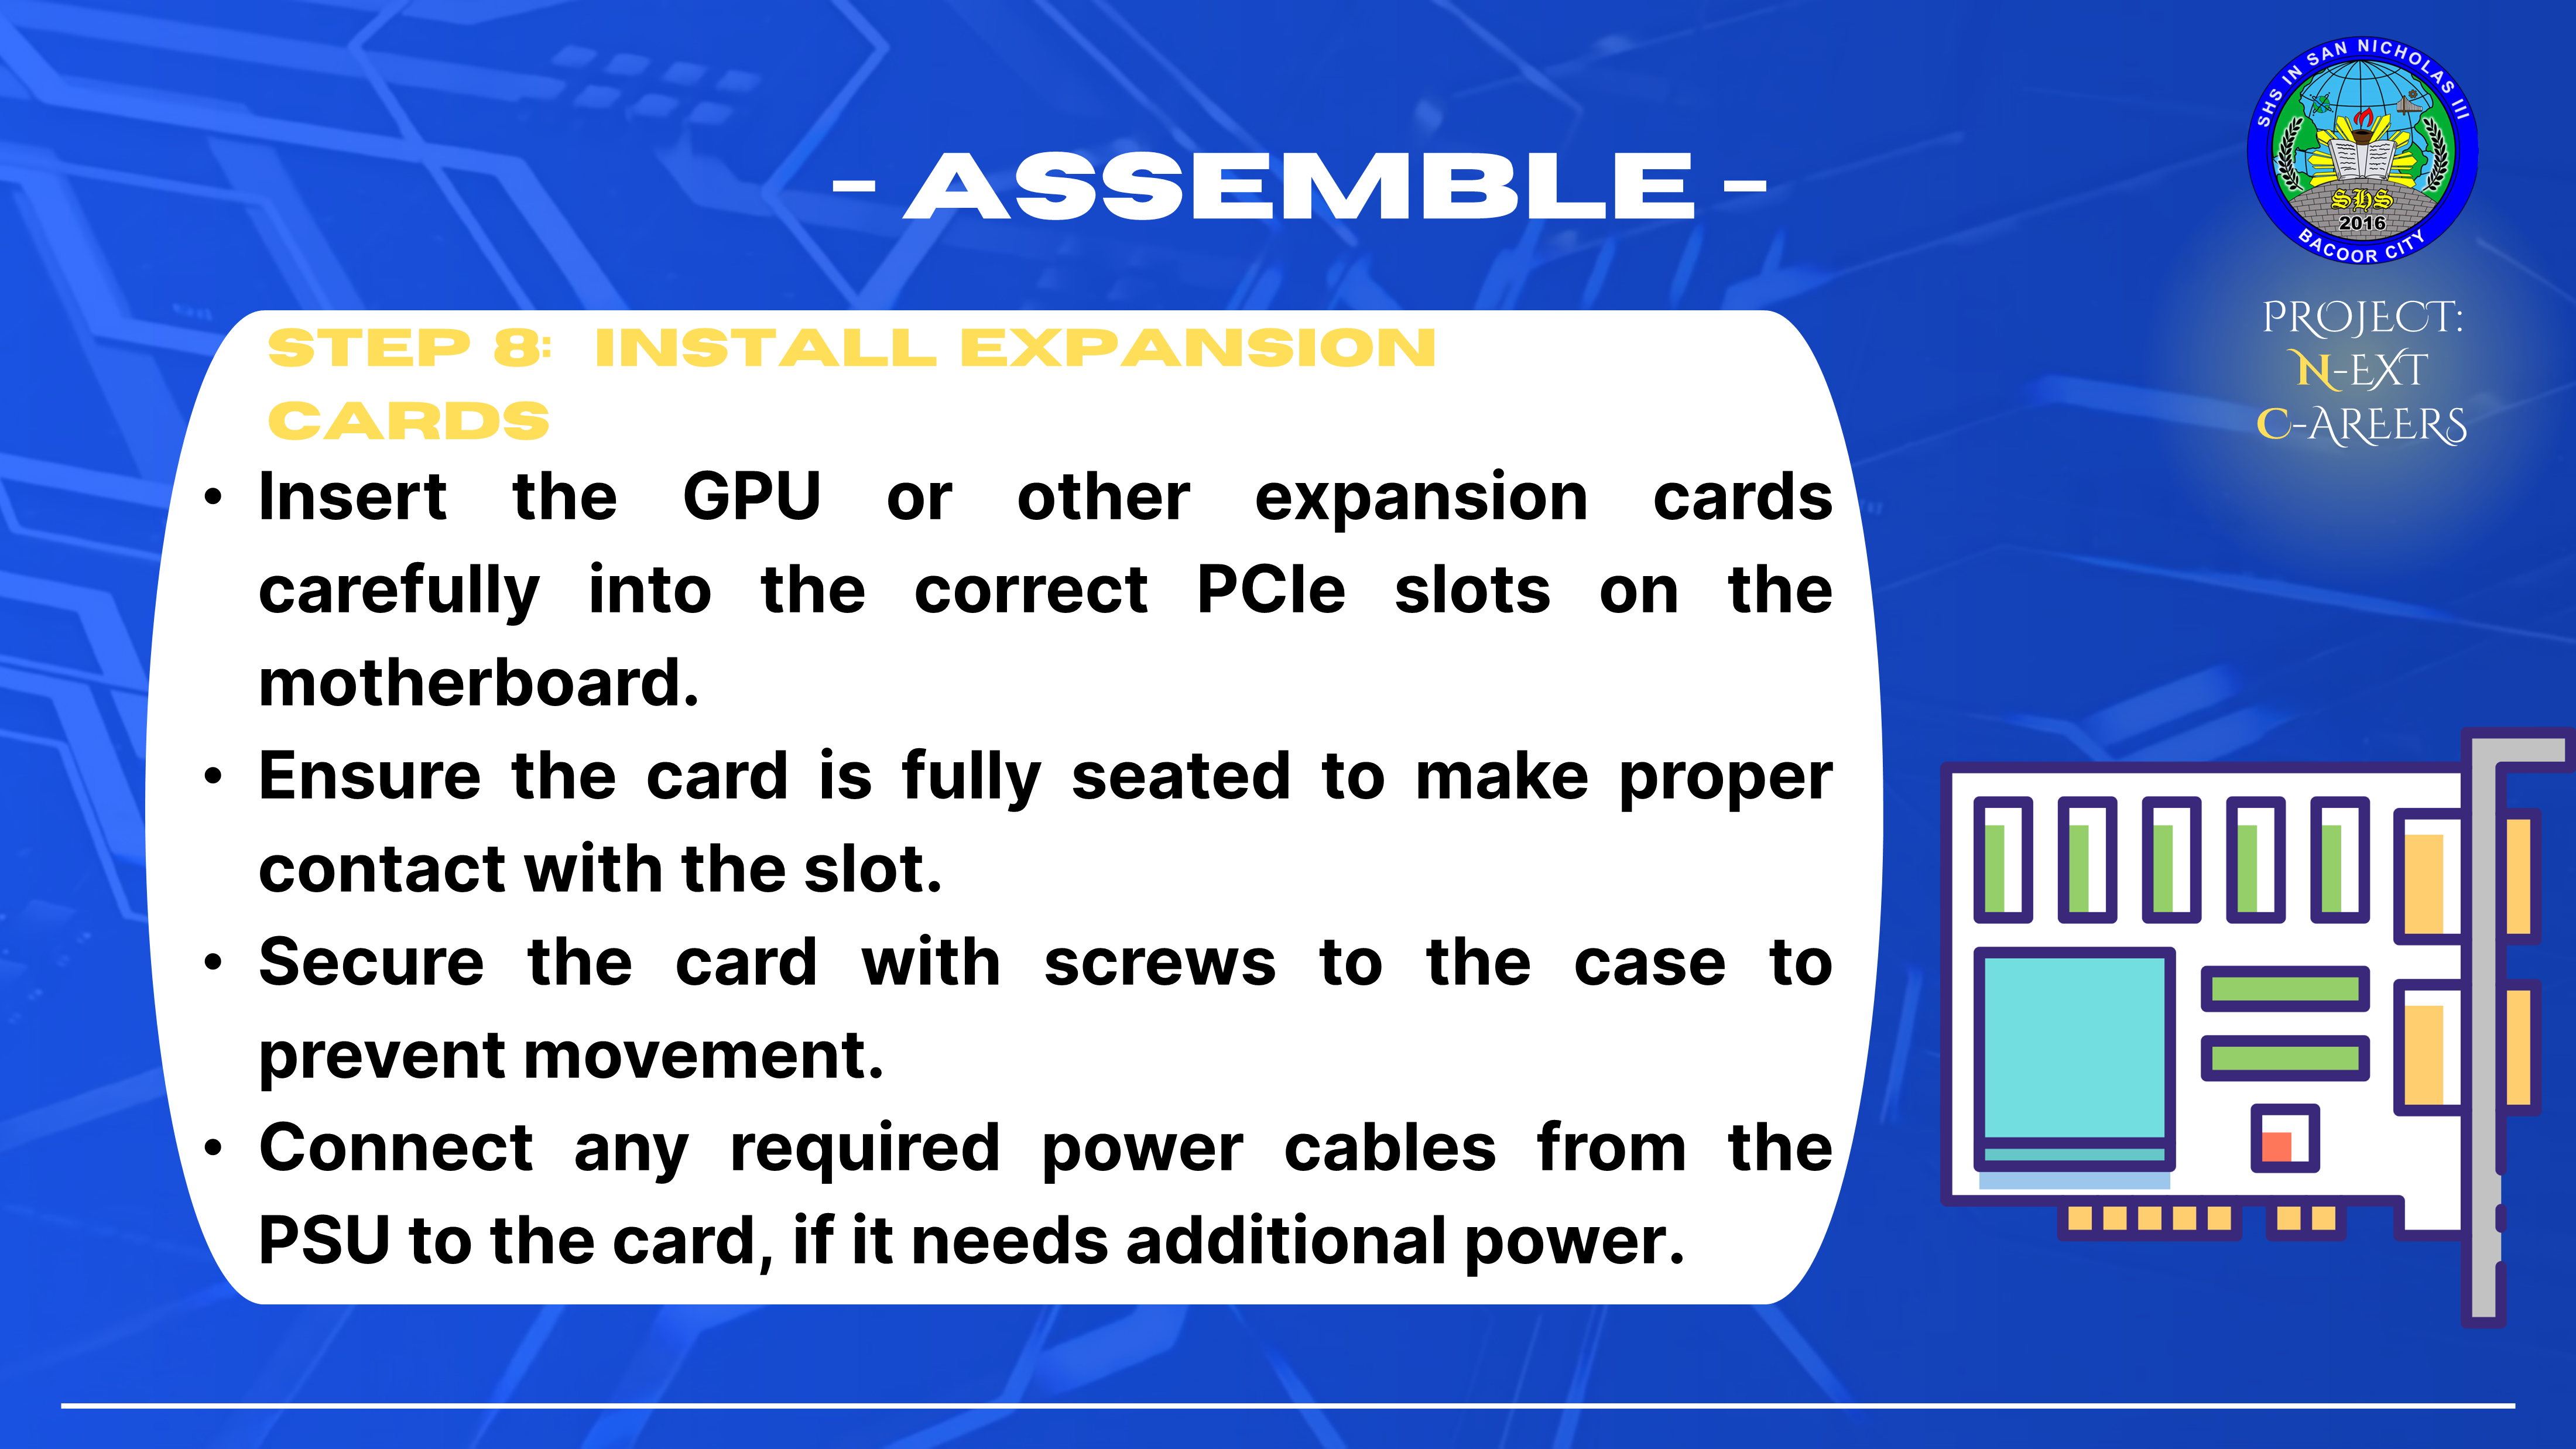 - ASSEMBLE -
SHS IN SAN NICHOLAS III
SHS
2016
BACOOR CITY
PROJECT:
N-EXT
C-AREERS
STEP 8: INSTALL EXPANSION
CARDS
• Insert the GPU or other expansion cards
carefully into the correct PCIe slots on the
motherboard.
• Ensure the card is fully seated to make proper
contact with the slot.
• Secure the card with screws to the case to
prevent movement.
• Connect any required power cables from the
PSU to the card, if it needs additional power.